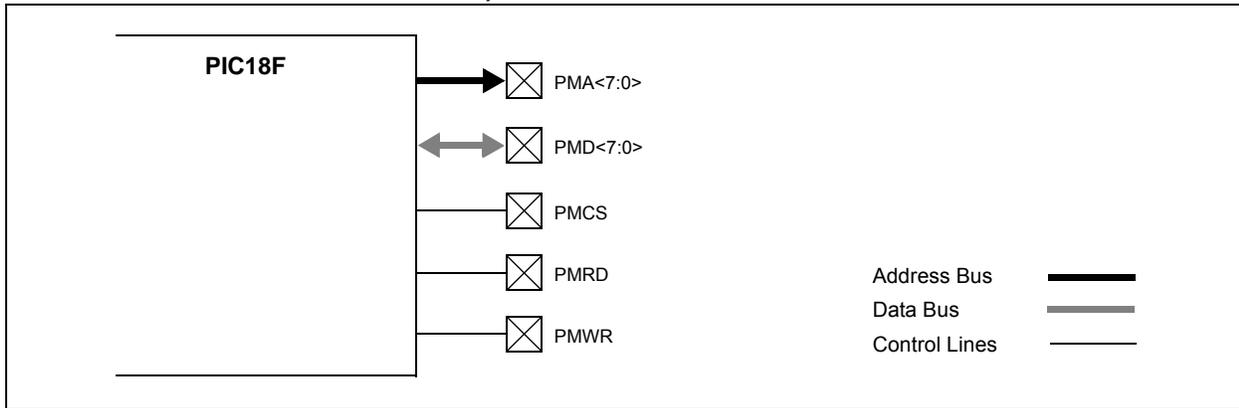 PIC18F
PMA<7:0>
PMD<7:0>
PMCS
PMRD
PMWR
Address Bus
Data Bus
Control Lines